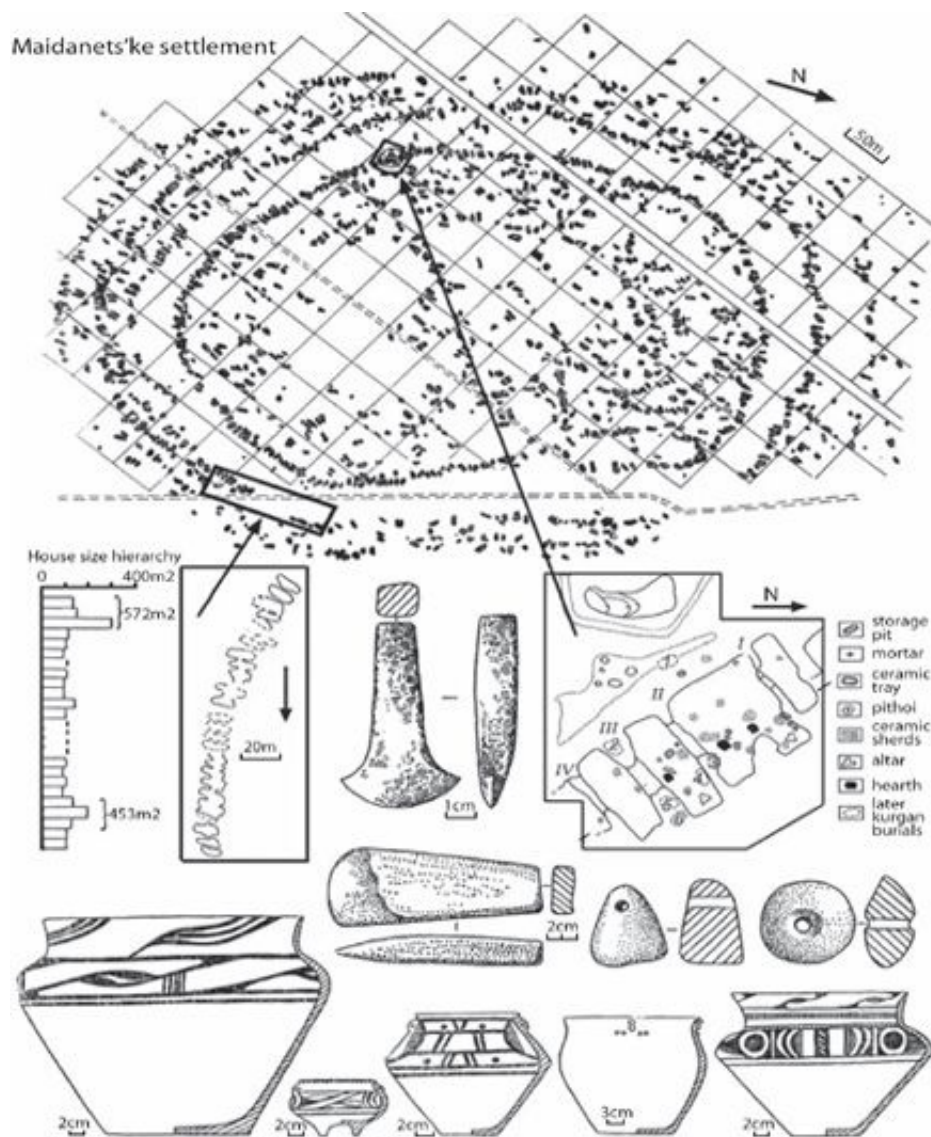 Maidanets'ke settlement
N
50m
House size hierarchy
0 400m2
572m2
453m2
20m
1cm
N
I
II
III
IV
storage
pit
mortar
ceramic
tray
pithoi
ceramic
sherds
altar
hearth
later
kurgan
burials
2cm
2cm
2cm
2cm
3cm
2cm